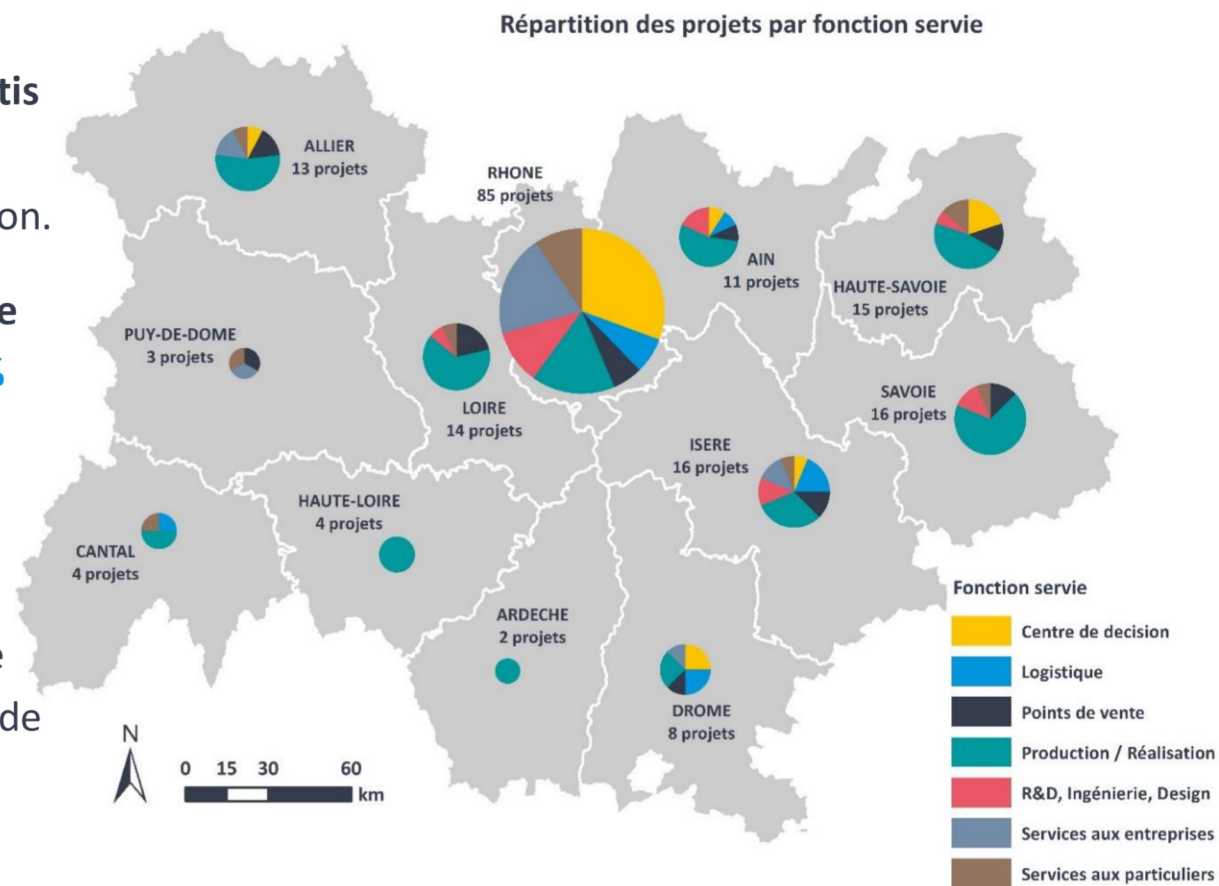 Répartition des projets par fonction servie
tis
on.
e
%
e
de
ALLIER
13 projets
RHONE
85 projets
AIN
11 projets
HAUTE-SAVOIE
15 projets
PUY-DE-DOME
3 projets
LOIRE
14 projets
SAVOIE
16 projets
ISERE
16 projets
HAUTE-LOIRE
4 projets
CANTAL
4 projets
ARDECHE
2 projets
DROME
8 projets
N
0 15 30 60
km
Fonction servie
Centre de decision
Logistique
Points de vente
Production / Réalisation
R&D, Ingénierie, Design
Services aux entreprises
Services aux particuliers